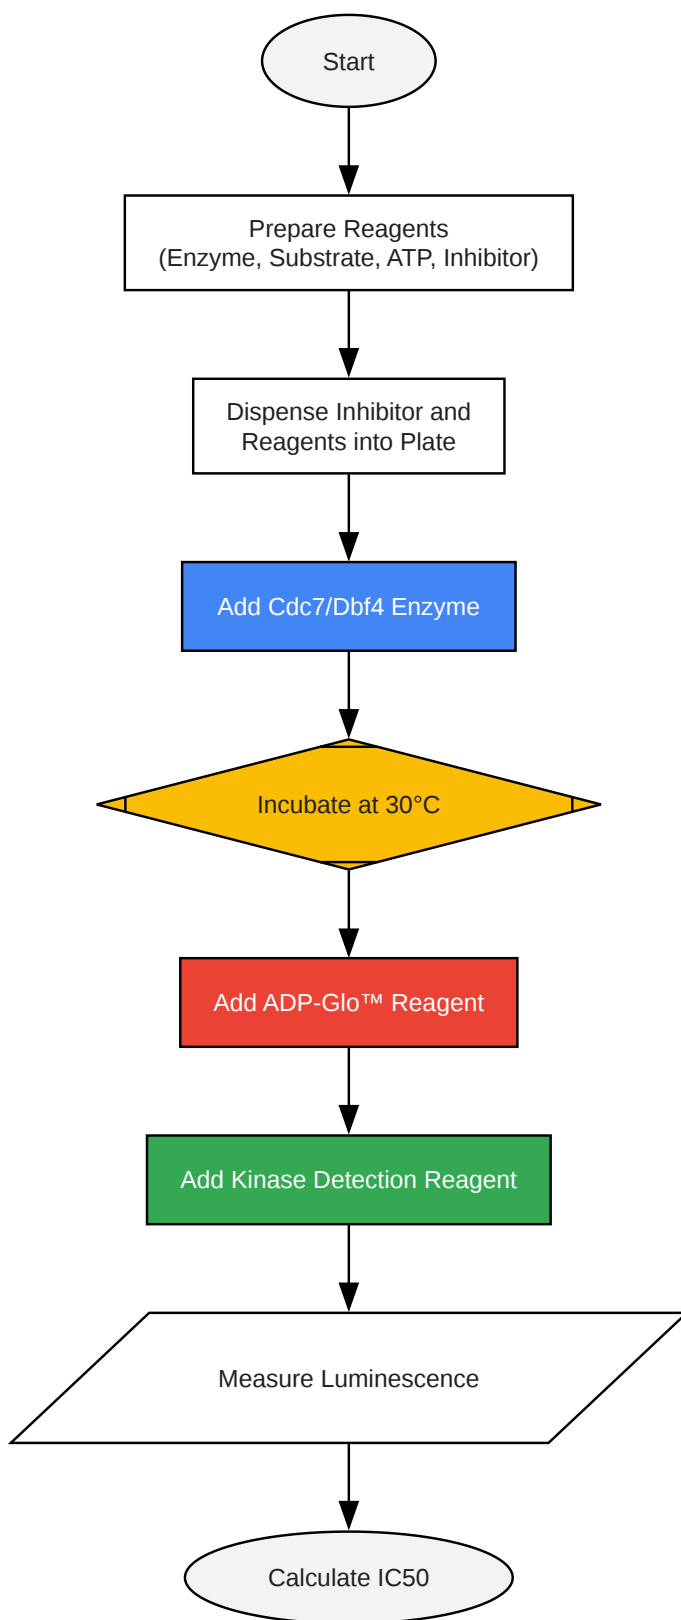 Start
Prepare Reagents
(Enzyme, Substrate, ATP, Inhibitor)
Dispense Inhibitor and
Reagents into Plate
Add Cdc7/Dbf4 Enzyme
Incubate at 30°C
Add ADP-Glo™ Reagent
Add Kinase Detection Reagent
Measure Luminescence
Calculate IC50